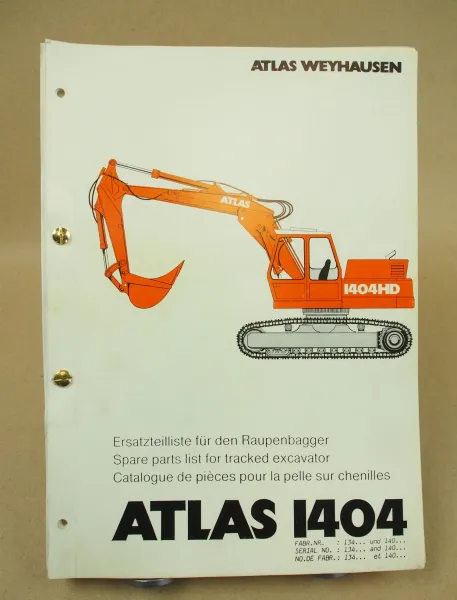 ATLAS WEYHAUSEN
ATLAS
1404HD
Ersatzteilliste für den Raupenbagger
Spare parts list for tracked excavator
Catalogue de pièces pour la pelle sur chenilles
ATLAS 1404
FABR.NR. : 134... und 140...
SERIAL NO. : 134... and 140...
NO.DE FABR.: 134... et 140...